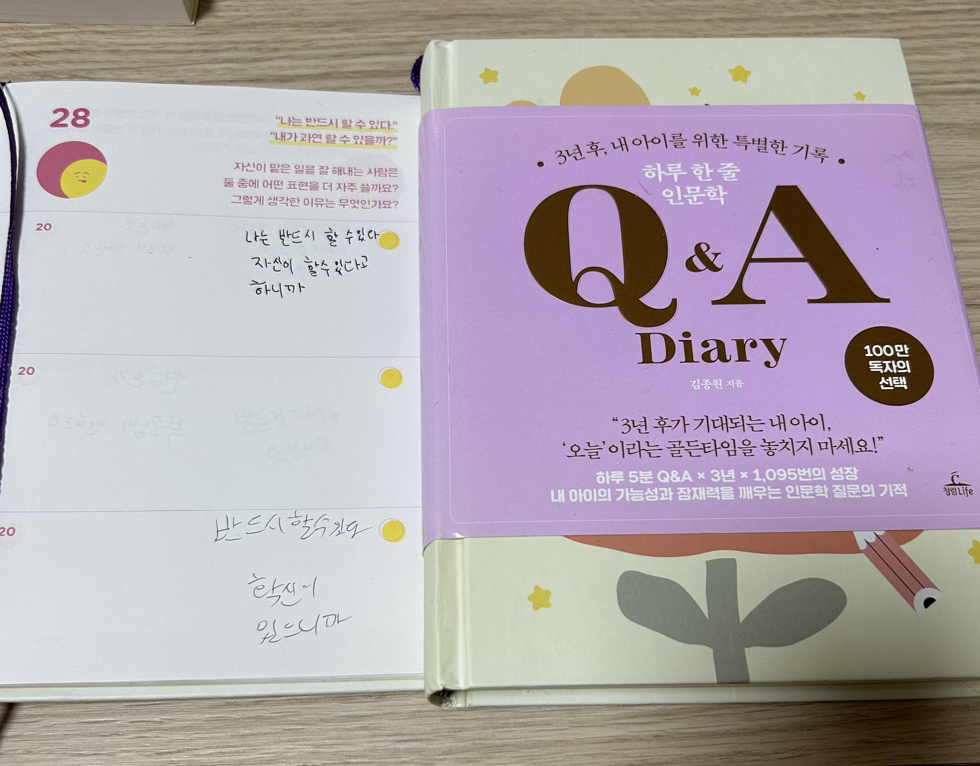 28
"나는 반드시 할 수 있다."
"내가 과연 할 수 있을까?"
자신이 맡은 일을 잘 해내는 사람은
둘 중에 어떤 표현을 더 자주 쓸까요?
그렇게 생각한 이유는 무엇인가요?
20
나는 반드시 할 수있다
자신이 할수있다고
하니까
20
20
반드시할수있다
확신이
있으니까
3년 후, 내 아이를 위한 특별한 기록
하루 한 줄
인문학
Q & A
Diary
김종원 지음
100만
독자의
선택
"3년 후가 기대되는 내 아이,
'오늘'이라는 골든타임을 놓치지 마세요!"
하루 5분 Q&A × 3년 × 1,095번의 성장
내 아이의 가능성과 잠재력을 깨우는 인문학 질문의 기적
청림Life